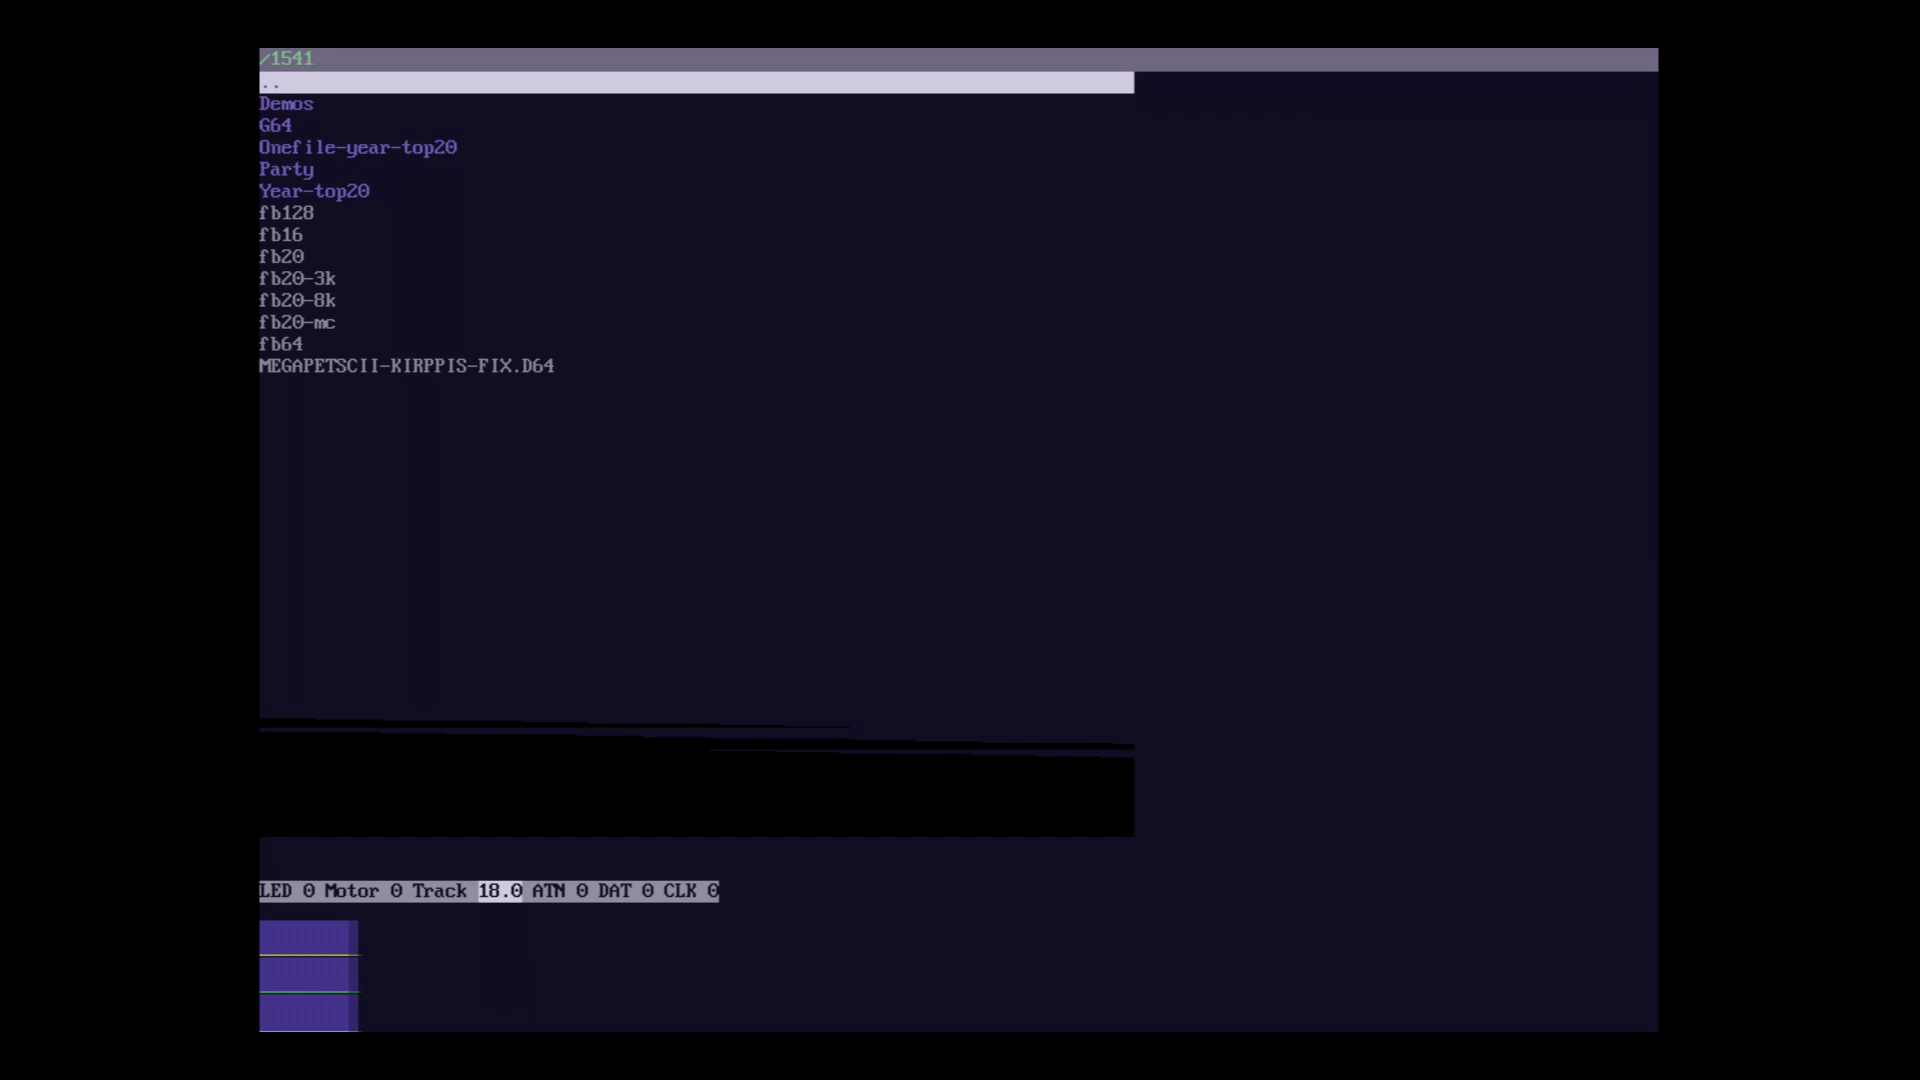 /1541
..
Demos
G64
Onefile-year-top20
Party
Year-top20
fb128
fb16
fb20
fb20-3k
fb20-8k
fb20-mc
fb64
MEGAPETSCII-KIRPPIS-FIX.D64
LED 0 Motor 0 Track 18.0 ATN 0 DAT 0 CLK 0